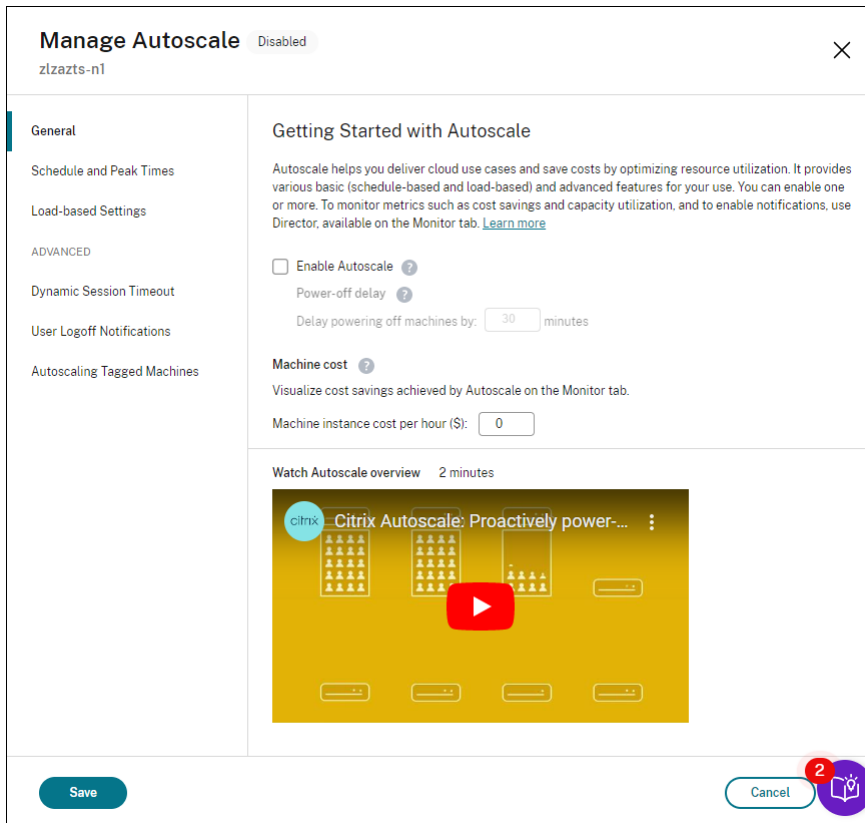 Manage Autoscale Disabled
zlzazts-n1
General
Schedule and Peak Times
Load-based Settings
ADVANCED
Dynamic Session Timeout
User Logoff Notifications
Autoscaling Tagged Machines
Getting Started with Autoscale
Autoscale helps you deliver cloud use cases and save costs by optimizing resource utilization. It provides
various basic (schedule-based and load-based) and advanced features for your use. You can enable one
or more. To monitor metrics such as cost savings and capacity utilization, and to enable notifications, use
Director, available on the Monitor tab. Learn more
Enable Autoscale ?
Power-off delay ?
Delay powering off machines by: 30 minutes
Machine cost ?
Visualize cost savings achieved by Autoscale on the Monitor tab.
Machine instance cost per hour ($): 0
Watch Autoscale overview 2 minutes
citrix Citrix Autoscale: Proactively power-...
Save
Cancel
2